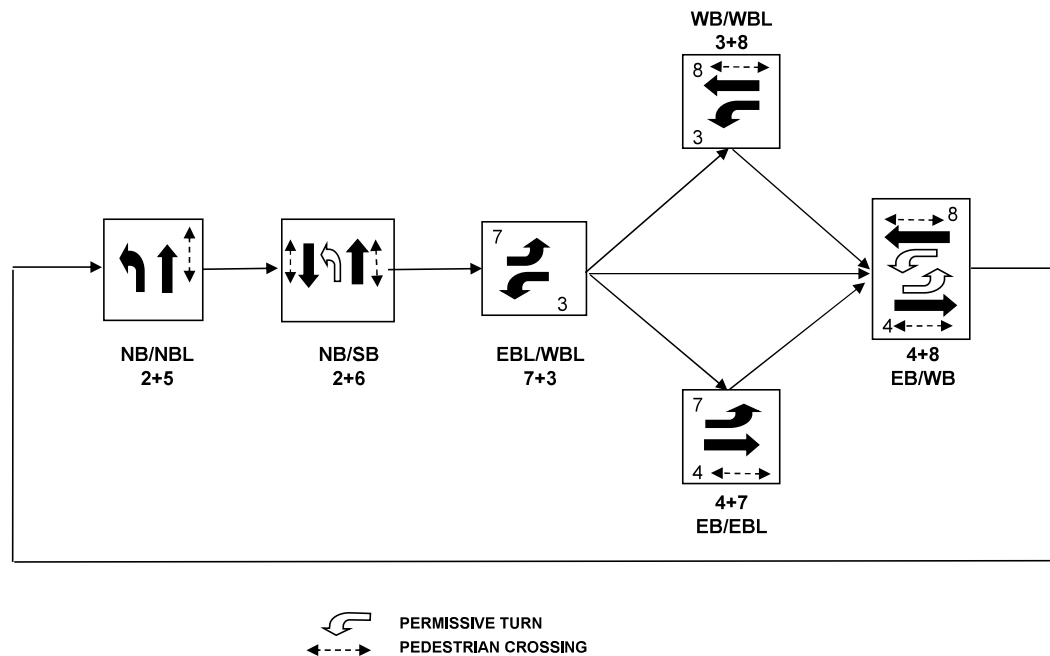 WB/WBL
3+8
8
3
NB/NBL
2+5
NB/SB
2+6
7
3
EBL/WBL
7+3
8
4
4+8
EB/WB
7
4
4+7
EB/EBL
PERMISSIVE TURN
PEDESTRIAN CROSSING